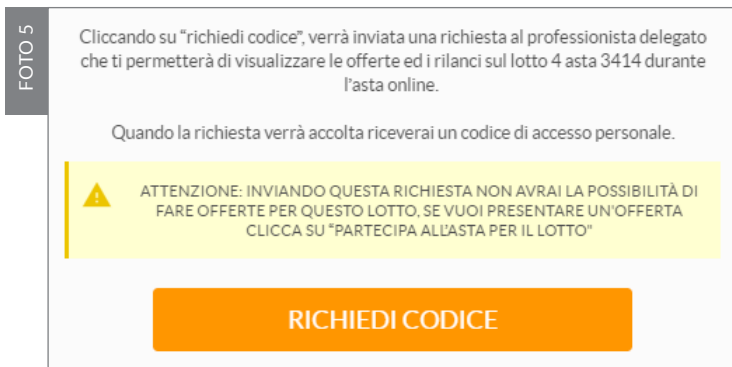 FOTO 5
Cliccando su “richiedi codice”, verrà inviata una richiesta al professionista delegato
che ti permetterà di visualizzare le offerte ed i rilanci sul lotto 4 asta 3414 durante
l'asta online.
Quando la richiesta verrà accolta riceverai un codice di accesso personale.
ATTENZIONE: INVIANDO QUESTA RICHIESTA NON AVRAI LA POSSIBILITÀ DI
FARE OFFERTE PER QUESTO LOTTO, SE VUOI PRESENTARE UN'OFFERTA
CLICCA SU “PARTECIPA ALL'ASTA PER IL LOTTO"
RICHIEDI CODICE